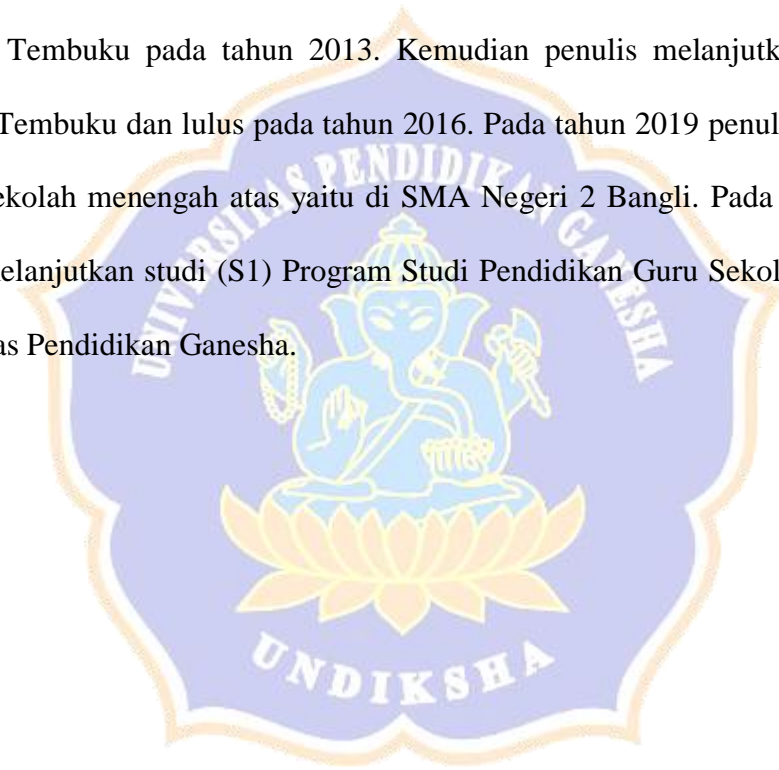 Tembuku pada tahun 2013. Kemudian penulis melanjutk
Tembuku dan lulus pada tahun 2016. Pada tahun 2019 penul
ekolah menengah atas yaitu di SMA Negeri 2 Bangli. Pada
elanjutkan studi (S1) Program Studi Pendidikan Guru Sekol
as Pendidikan Ganesha.
UNIVERSITAS PENDIDIKAN GANESHA
UNDIKSHA